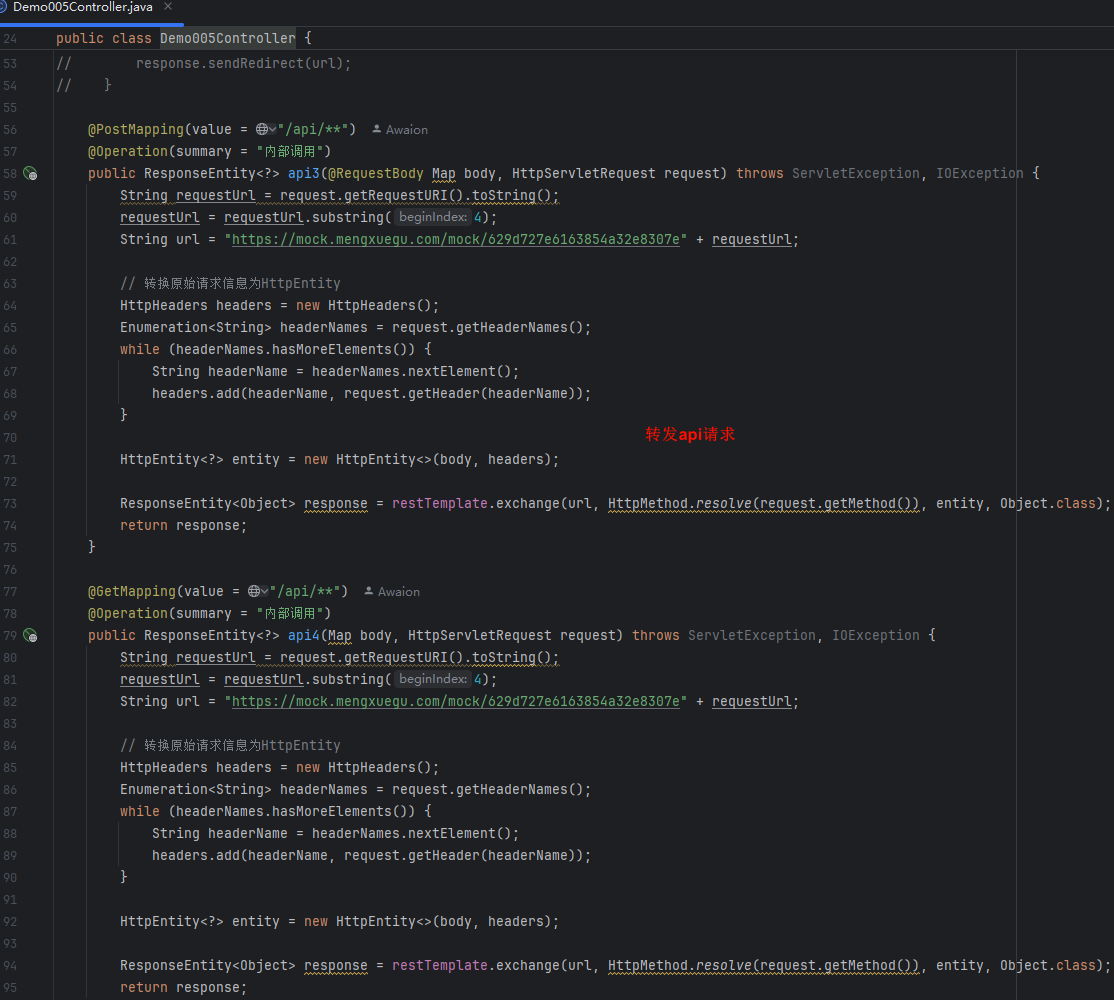 Demo005Controller.java ×
24 public class Demo005Controller {
53 // response.sendRedirect(url);
54 // }
55
56 @PostMapping(value = "/api/**") Awaion
57 @Operation(summary = "内部调用")
58 public ResponseEntity<?> api3(@RequestBody Map body, HttpServletRequest request) throws ServletException, IOException {
59 String requestUrl = request.getRequestURI().toString();
60 requestUrl = requestUrl.substring( beginIndex: 4);
61 String url = "https://mock.mengxuegu.com/mock/629d727e6163854a32e8307e" + requestUrl;
62
63 // 转换原始请求信息为HttpEntity
64 HttpHeaders headers = new HttpHeaders();
65 Enumeration<String> headerNames = request.getHeaderNames();
66 while (headerNames.hasMoreElements()) {
67 String headerName = headerNames.nextElement();
68 headers.add(headerName, request.getHeader(headerName));
69 }
70 转发api请求
71 HttpEntity<?> entity = new HttpEntity<>(body, headers);
72
73 ResponseEntity<Object> response = restTemplate.exchange(url, HttpMethod.resolve(request.getMethod()), entity, Object.class);
74 return response;
75 }
76
77 @GetMapping(value = "/api/**") Awaion
78 @Operation(summary = "内部调用")
79 public ResponseEntity<?> api4(Map body, HttpServletRequest request) throws ServletException, IOException {
80 String requestUrl = request.getRequestURI().toString();
81 requestUrl = requestUrl.substring( beginIndex: 4);
82 String url = "https://mock.mengxuegu.com/mock/629d727e6163854a32e8307e" + requestUrl;
83
84 // 转换原始请求信息为HttpEntity
85 HttpHeaders headers = new HttpHeaders();
86 Enumeration<String> headerNames = request.getHeaderNames();
87 while (headerNames.hasMoreElements()) {
88 String headerName = headerNames.nextElement();
89 headers.add(headerName, request.getHeader(headerName));
90 }
91
92 HttpEntity<?> entity = new HttpEntity<>(body, headers);
93
94 ResponseEntity<Object> response = restTemplate.exchange(url, HttpMethod.resolve(request.getMethod()), entity, Object.class);
95 return response;